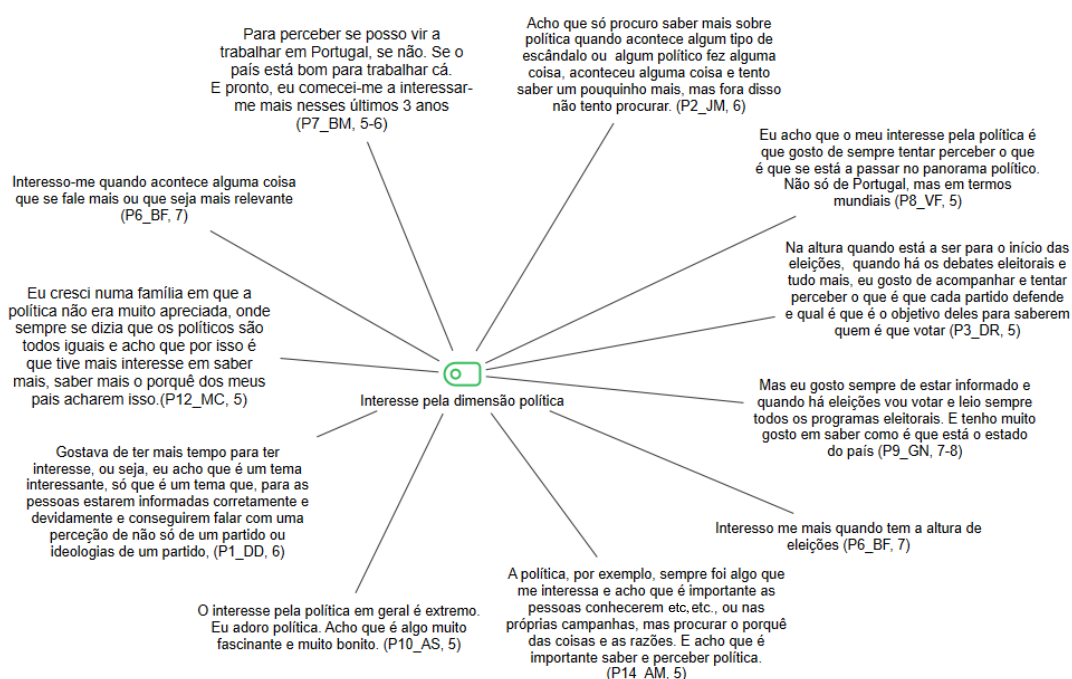 Para perceber se posso vir a
trabalhar em Portugal, se não. Se o
país está bom para trabalhar cá.
E pronto, eu comecei-me a interessar-
me mais nesses últimos 3 anos
(P7_BM, 5-6)
Acho que só procuro saber mais sobre
política quando acontece algum tipo de
escândalo ou algum político fez alguma
coisa, aconteceu alguma coisa e tento
saber um pouquinho mais, mas fora disso
não tento procurar. (P2_JM, 6)
Eu acho que o meu interesse pela política é
que gosto de sempre tentar perceber o que
é que se está a passar no panorama político.
Não só de Portugal, mas em termos
mundiais (P8_VF, 5)
Interesso-me quando acontece alguma coisa
que se fale mais ou que seja mais relevante
(P6_BF, 7)
Na altura quando está a ser para o início das
eleições, quando há os debates eleitorais e
tudo mais, eu gosto de acompanhar e tentar
perceber o que é que cada partido defende
e qual é que é o objetivo deles para saberem
quem é que votar (P3_DR, 5)
Eu cresci numa família em que a
política não era muito apreciada, onde
sempre se dizia que os políticos são
todos iguais e acho que por isso é
que tive mais interesse em saber
mais, saber mais o porquê dos meus
pais acharem isso.(P12_MC, 5)
Interesse pela dimensão política
Mas eu gosto sempre de estar informado e
quando há eleições vou votar e leio sempre
todos os programas eleitorais. E tenho muito
gosto em saber como é que está o estado
do país (P9_GN, 7-8)
Gostava de ter mais tempo para ter
interesse, ou seja, eu acho que é um tema
interessante, só que é um tema que, para as
pessoas estarem informadas corretamente e
devidamente e conseguirem falar com uma
perceção de não só de um partido ou
ideologias de um partido, (P1_DD, 6)
Interesso me mais quando tem a altura de
eleições (P6_BF, 7)
O interesse pela política em geral é extremo.
Eu adoro política. Acho que é algo muito
fascinante e muito bonito. (P10_AS, 5)
A política, por exemplo, sempre foi algo que
me interessa e acho que é importante as
pessoas conhecerem etc, etc., ou nas
próprias campanhas, mas procurar o porquê
das coisas e as razões. E acho que é
importante saber e perceber política.
(P14_AM, 5)